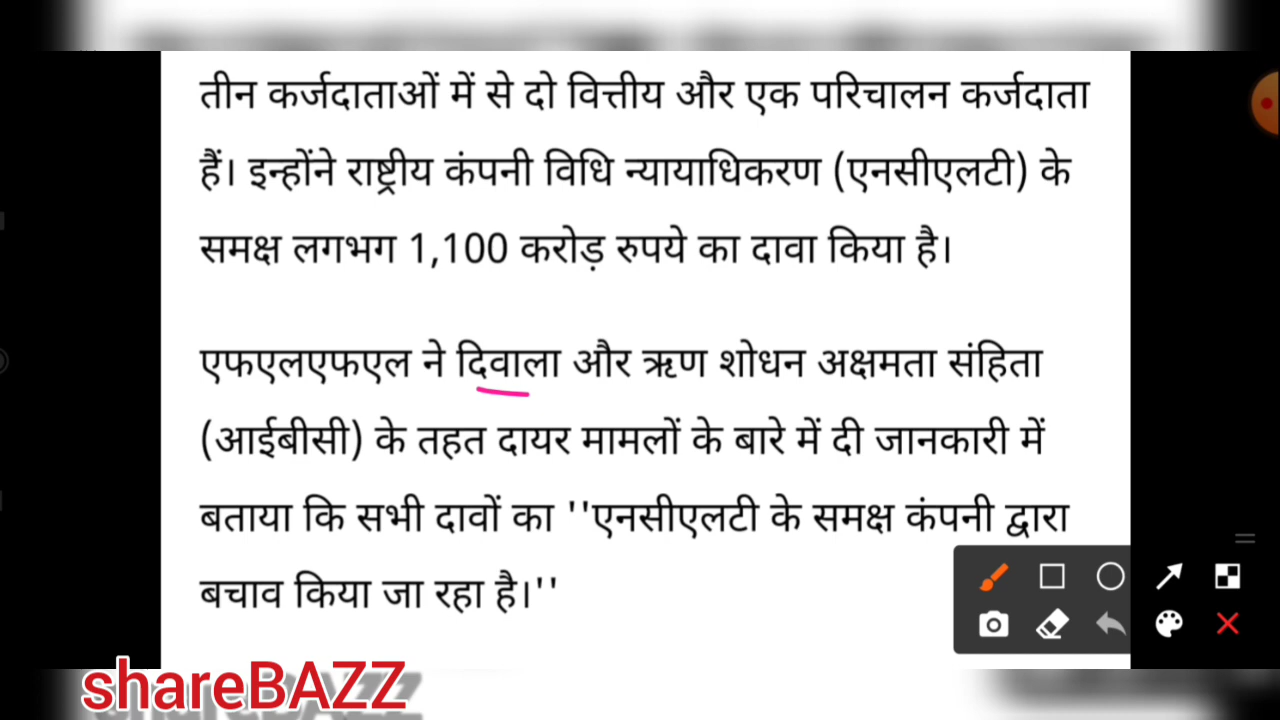 तीन कर्जदाताओं में से दो वित्तीय और एक परिचालन कर्जदाता
हैं। इन्होंने राष्ट्रीय कंपनी विधि न्यायाधिकरण (एनसीएलटी) के
समक्ष लगभग 1,100 करोड़ रुपये का दावा किया है।
एफएलएफएल ने दिवाला और ऋण शोधन अक्षमता संहिता
(आईबीसी) के तहत दायर मामलों के बारे में दी जानकारी में
बताया कि सभी दावों का ''एनसीएलटी के समक्ष कंपनी द्वारा
बचाव किया जा रहा है।''
shareBAZZ